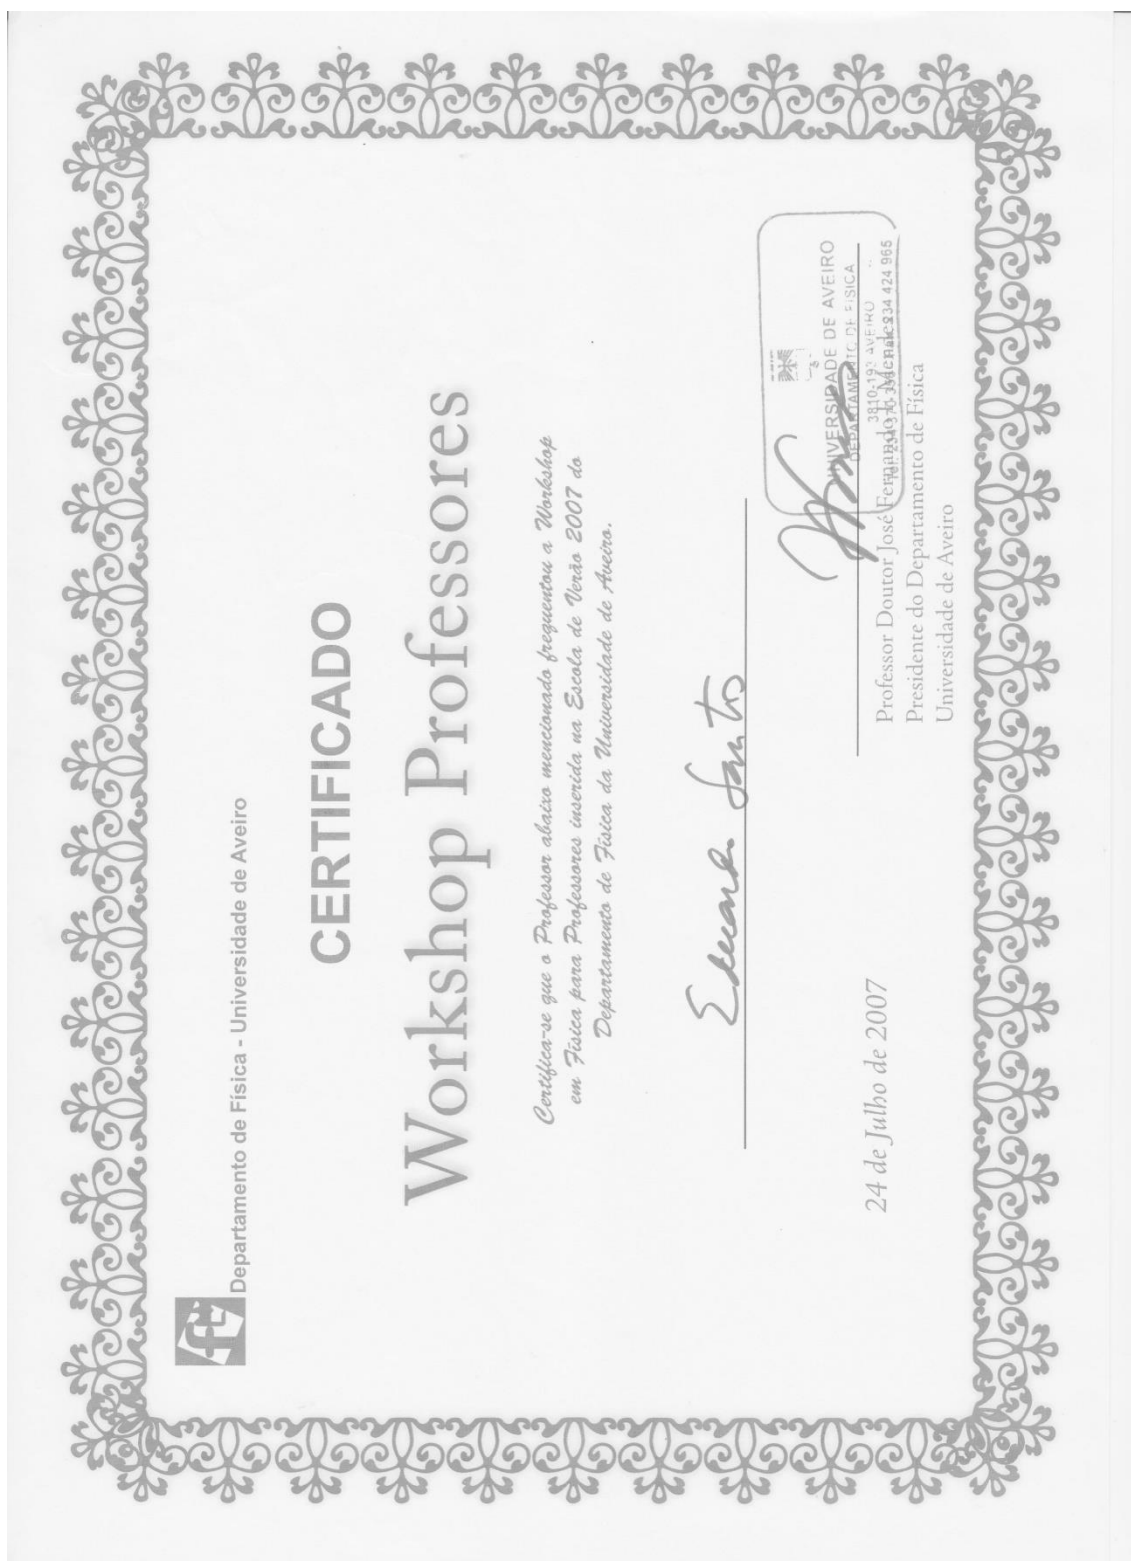 Departamento de Física - Universidade de Aveiro
CERTIFICADO
Workshop Professores
Certifica-se que o Professor abaixo mencionado frequentou a Workshop
em Física para Professores inserida na Escola de Verão 2007 do
Departamento de Física da Universidade de Aveiro.
Eduardo Santos
24 de Julho de 2007
UNIVERSIDADE DE AVEIRO
DEPARTAMENTO DE FISICA
3810-193 AVEIRO
234 424 965
Professor Doutor José Fernando F. Mendes
Presidente do Departamento de Física
Universidade de Aveiro